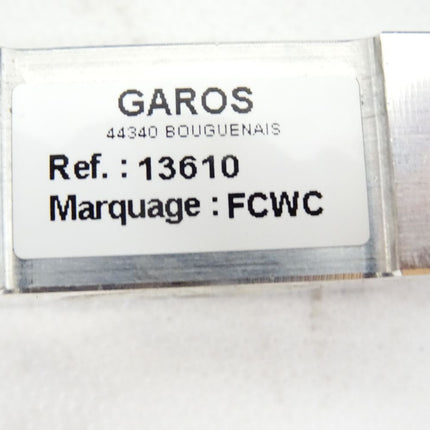 GAROS
44340 BOUGUENAIS
Ref. : 13610
Marquage : FCWC